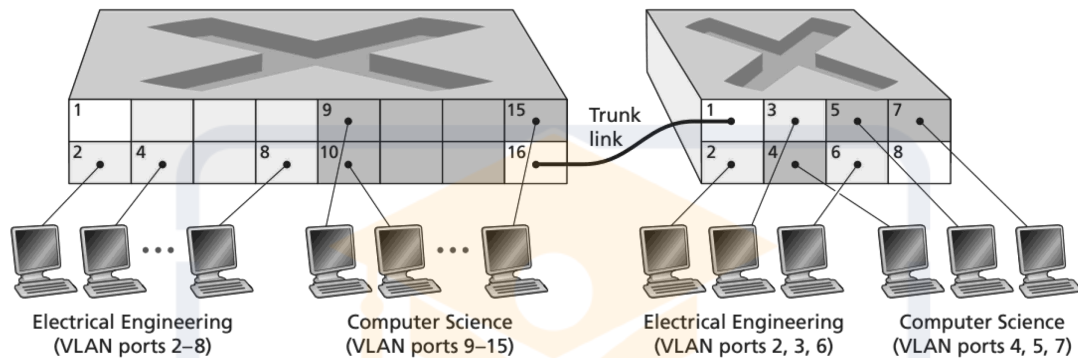 1
9
15
2
4
8
10
16
Trunk
link
1
3
5
7
2
4
6
8
Electrical Engineering
(VLAN ports 2–8)
Computer Science
(VLAN ports 9–15)
Electrical Engineering
(VLAN ports 2, 3, 6)
Computer Science
(VLAN ports 4, 5, 7)